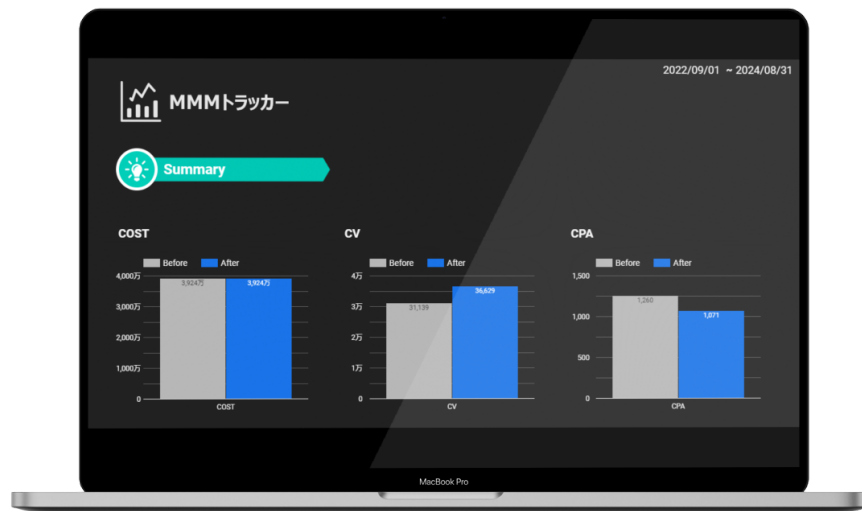 2022/09/01 ~ 2024/08/31
MMMトラッカー
Summary
COST
Before After
4,000万
3,000万
2,000万
1,000万
0
3,924万 3,924万
COST
CV
Before After
4万
3万
2万
1万
0
31,139 36,629
CV
CPA
Before After
1,500
1,000
500
0
1,260 1,071
CPA
MacBook Pro